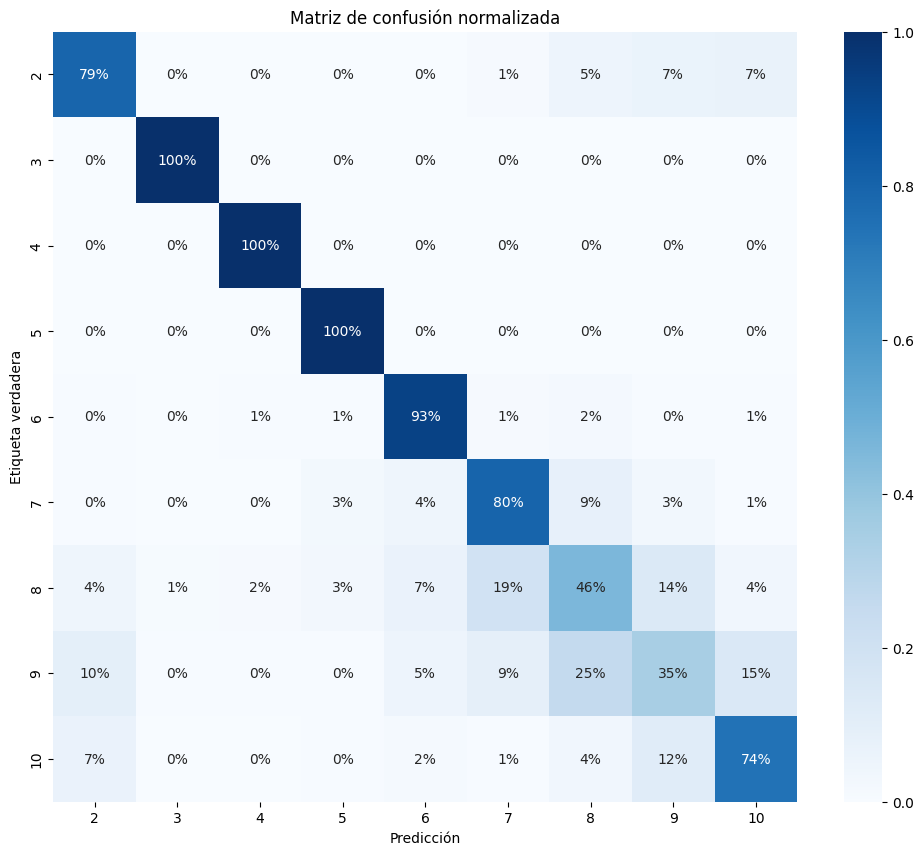 Matriz de confusión normalizada
Etiqueta verdadera
2 79% 0% 0% 0% 0% 1% 5% 7% 7%
3 0% 100% 0% 0% 0% 0% 0% 0% 0%
4 0% 0% 100% 0% 0% 0% 0% 0% 0%
5 0% 0% 0% 100% 0% 0% 0% 0% 0%
6 0% 0% 1% 1% 93% 1% 2% 0% 1%
7 0% 0% 0% 3% 4% 80% 9% 3% 1%
8 4% 1% 2% 3% 7% 19% 46% 14% 4%
9 10% 0% 0% 0% 5% 9% 25% 35% 15%
10 7% 0% 0% 0% 2% 1% 4% 12% 74%
2 3 4 5 6 7 8 9 10
Predicción
1.0
0.8
0.6
0.4
0.2
0.0